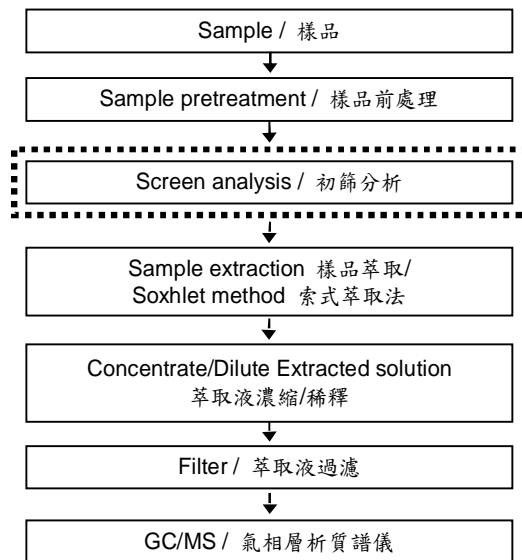 Sample / 樣品
Sample pretreatment / 樣品前處理
Screen analysis / 初篩分析
Sample extraction 樣品萃取/
Soxhlet method 索式萃取法
Concentrate/Dilute Extracted solution
萃取液濃縮/稀釋
Filter / 萃取液過濾
GC/MS / 氣相層析質譜儀